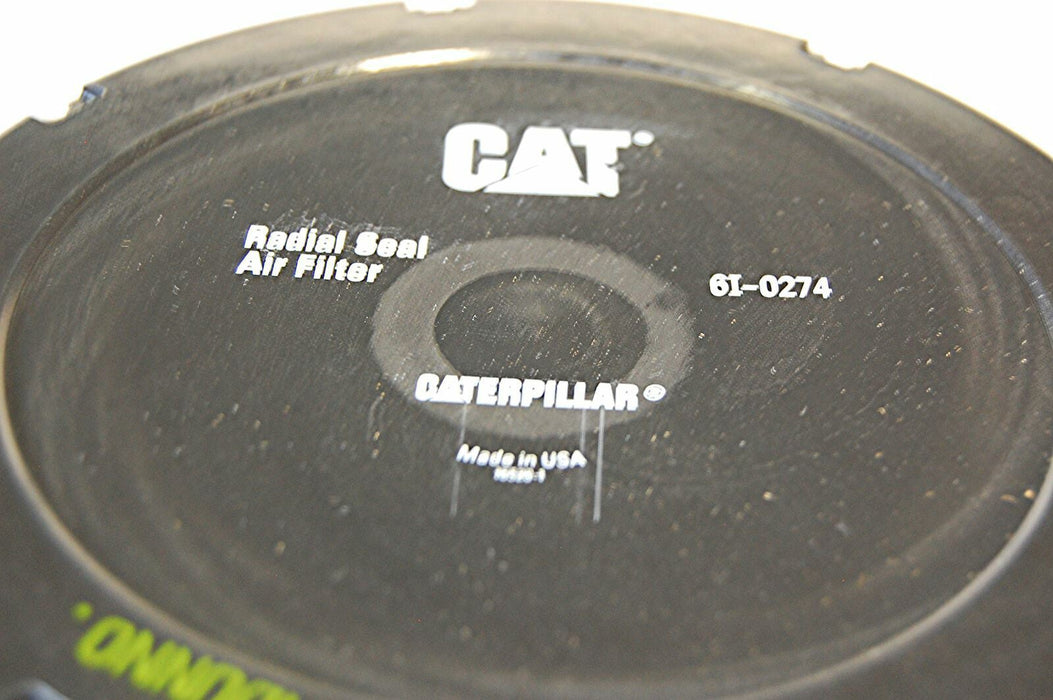 CAT®
Radial Seal
Air Filter
6I-0274
CATERPILLAR®
Made in USA